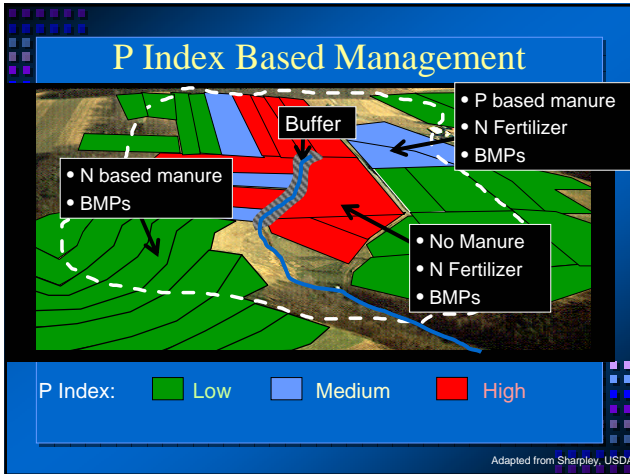 P Index Based Management
Buffer
• P based manure
• N Fertilizer
• BMPs
• N based manure
• BMPs
• No Manure
• N Fertilizer
• BMPs
P Index: Low Medium High
Adapted from Sharpley, USDA